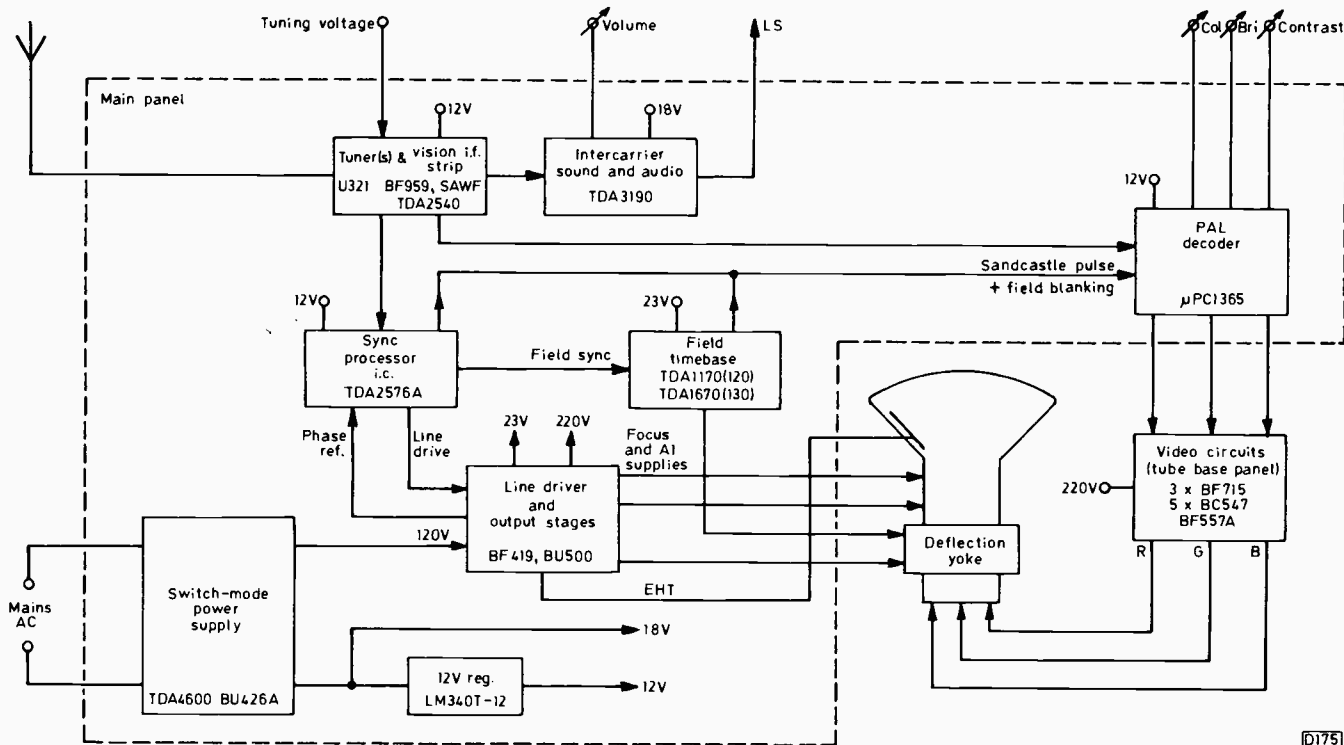 Tuning voltage
Volume
LS
Col
Bri
Contrast
Main panel
12V
18V
Tuner(s) & vision i.f. strip
U321 BF959, SAWF
TDA2540
Intercarrier
sound and audio
TDA3190
12V
PAL
decoder
µPC1365
Sandcastle pulse
+ field blanking
12V
23V
Sync
processor
i.c.
TDA2576A
Field sync
Field
timebase
TDA1170(120)
TDA1670(130)
Phase
ref.
Line
drive
23V
220V
Focus
and A1
supplies
Line driver
and
output stages
BF419, BU500
120V
EHT
Deflection
yoke
220V
Video circuits
(tube base panel)
3 x BF715
5 x BC547
BF557A
R
G
B
Mains
AC
Switch-mode
power
supply
TDA4600 BU426A
18V
12V reg.
LM340T-12
12V
D175